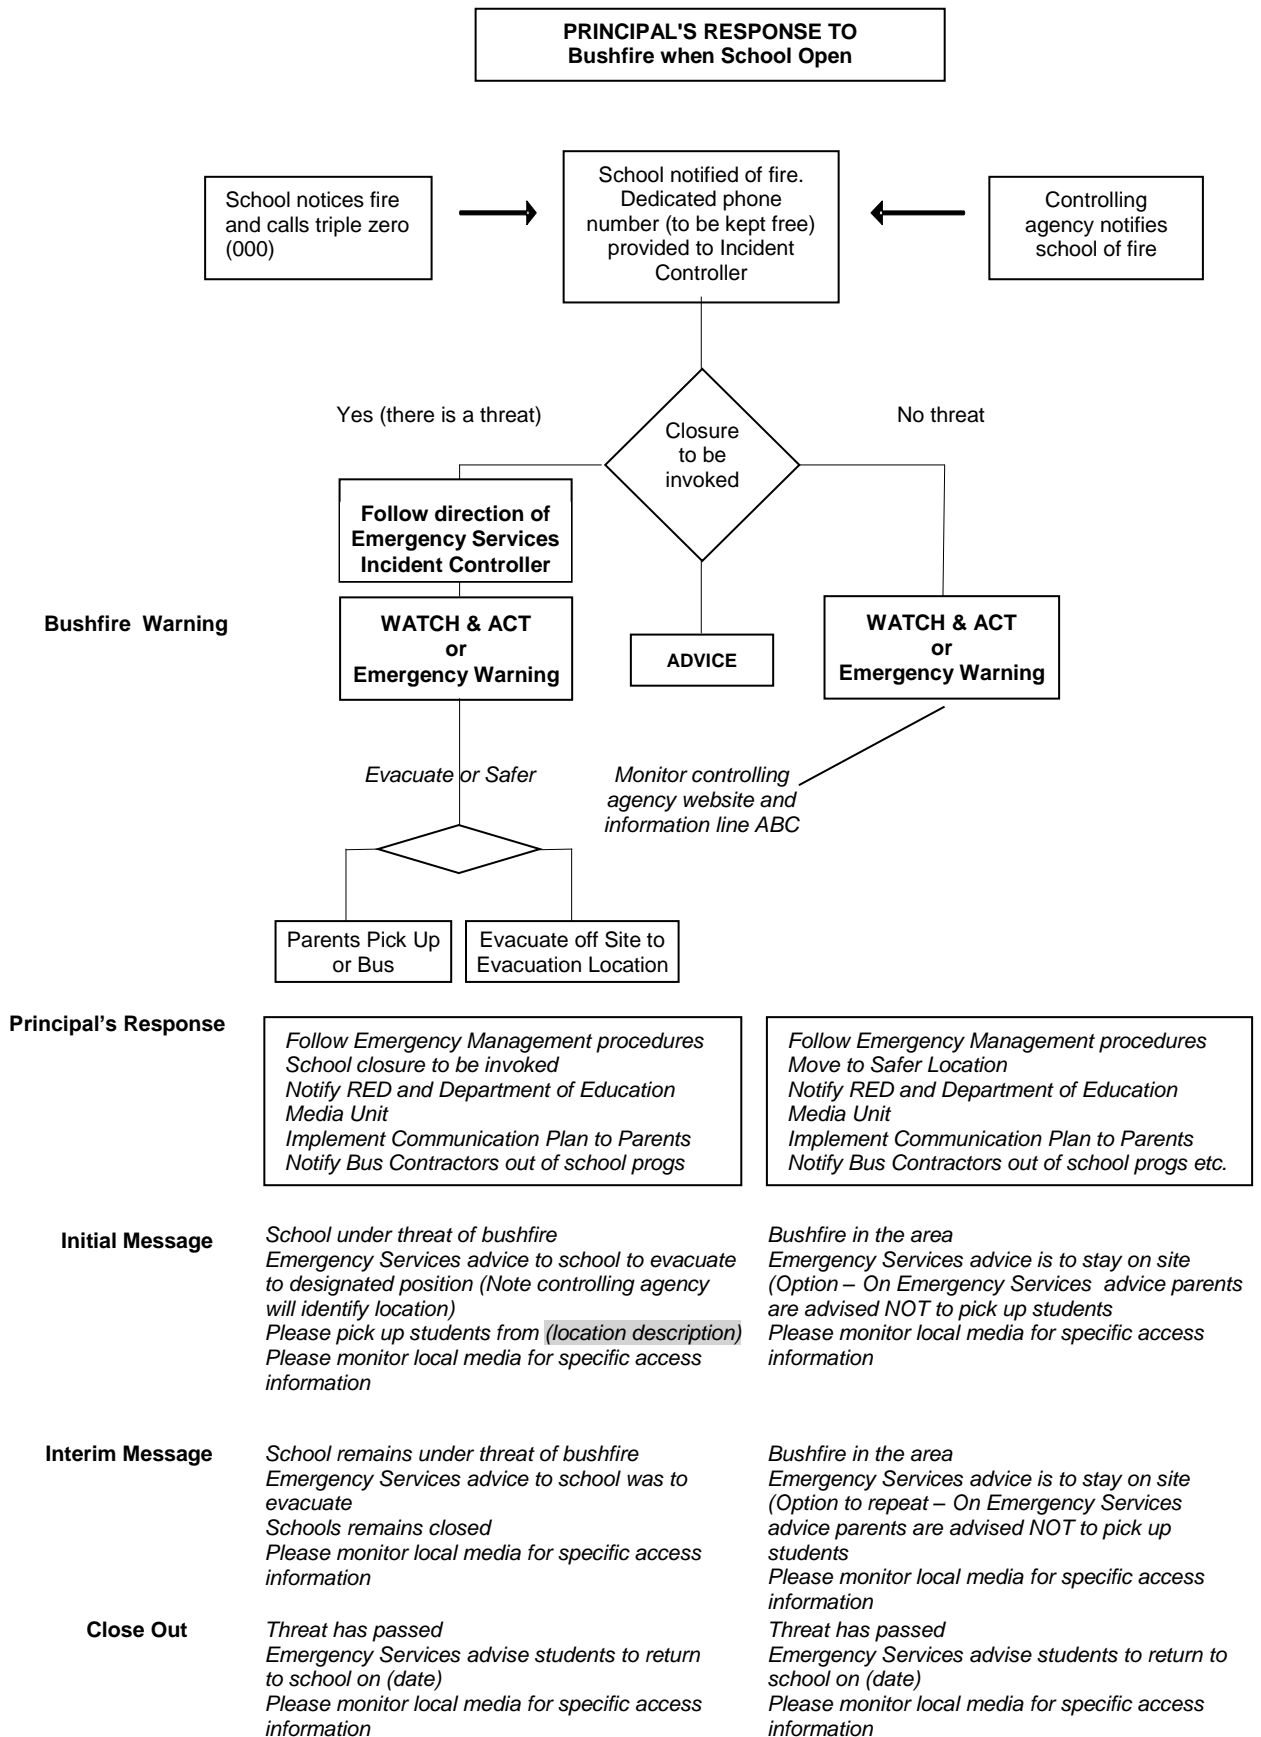 PRINCIPAL'S RESPONSE TO
Bushfire when School Open
School notices fire
and calls triple zero
(000)
School notified of fire.
Dedicated phone
number (to be kept free)
provided to Incident
Controller
Controlling
agency notifies
school of fire
Yes (there is a threat)
Closure
to be
invoked
No threat
Follow direction of
Emergency Services
Incident Controller
Bushfire  Warning
WATCH & ACT
or
Emergency Warning
ADVICE
WATCH & ACT
or
Emergency Warning
Evacuate or Safer
Monitor controlling
agency website and
information line ABC
Parents Pick Up
or Bus
Evacuate off Site to
Evacuation Location
Principal’s Response
Follow Emergency Management procedures
School closure to be invoked
Notify RED and Department of Education
Media Unit
Implement Communication Plan to Parents
Notify Bus Contractors out of school progs
Follow Emergency Management procedures
Move to Safer Location
Notify RED and Department of Education
Media Unit
Implement Communication Plan to Parents
Notify Bus Contractors out of school progs etc.
Initial Message
School under threat of bushfire
Emergency Services advice to school to evacuate
to designated position (Note controlling agency
will identify location)
Please pick up students from (location description)
Please monitor local media for specific access
information
Bushfire in the area
Emergency Services advice is to stay on site
(Option – On Emergency Services  advice parents
are advised NOT to pick up students
Please monitor local media for specific access
information
Interim Message
School remains under threat of bushfire
Emergency Services advice to school was to
evacuate
Schools remains closed
Please monitor local media for specific access
information
Bushfire in the area
Emergency Services advice is to stay on site
(Option to repeat – On Emergency Services
advice parents are advised NOT to pick up
students
Please monitor local media for specific access
information
Close Out
Threat has passed
Emergency Services advise students to return
to school on (date)
Please monitor local media for specific access
information
Threat has passed
Emergency Services advise students to return to
school on (date)
Please monitor local media for specific access
information